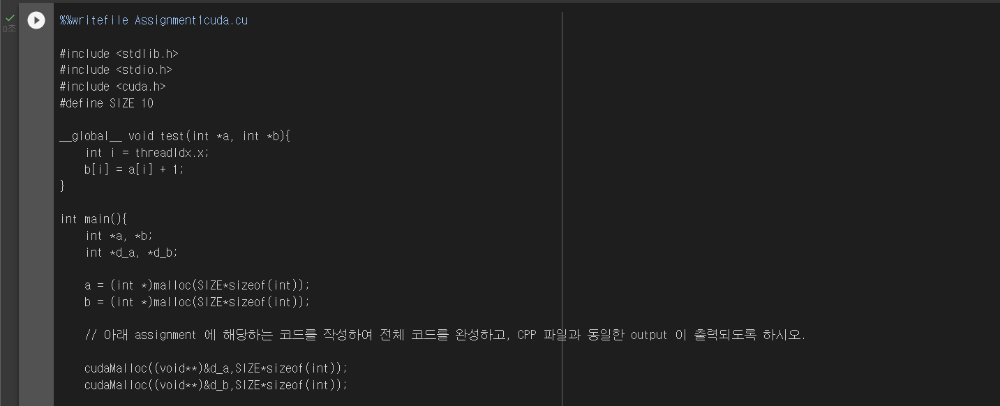 %%writefile Assignment1cuda.cu
0초
#include <stdlib.h>
#include <stdio.h>
#include <cuda.h>
#define SIZE 10
__global__ void test(int *a, int *b){
    int i = threadIdx.x;
    b[i] = a[i] + 1;
}
int main(){
    int *a, *b;
    int *d_a, *d_b;
    a = (int *)malloc(SIZE*sizeof(int));
    b = (int *)malloc(SIZE*sizeof(int));
    // 아래 assignment 에 해당하는 코드를 작성하여 전체 코드를 완성하고, CPP 파일과 동일한 output 이 출력되도록 하시오.
    cudaMalloc((void**)&d_a,SIZE*sizeof(int));
    cudaMalloc((void**)&d_b,SIZE*sizeof(int));